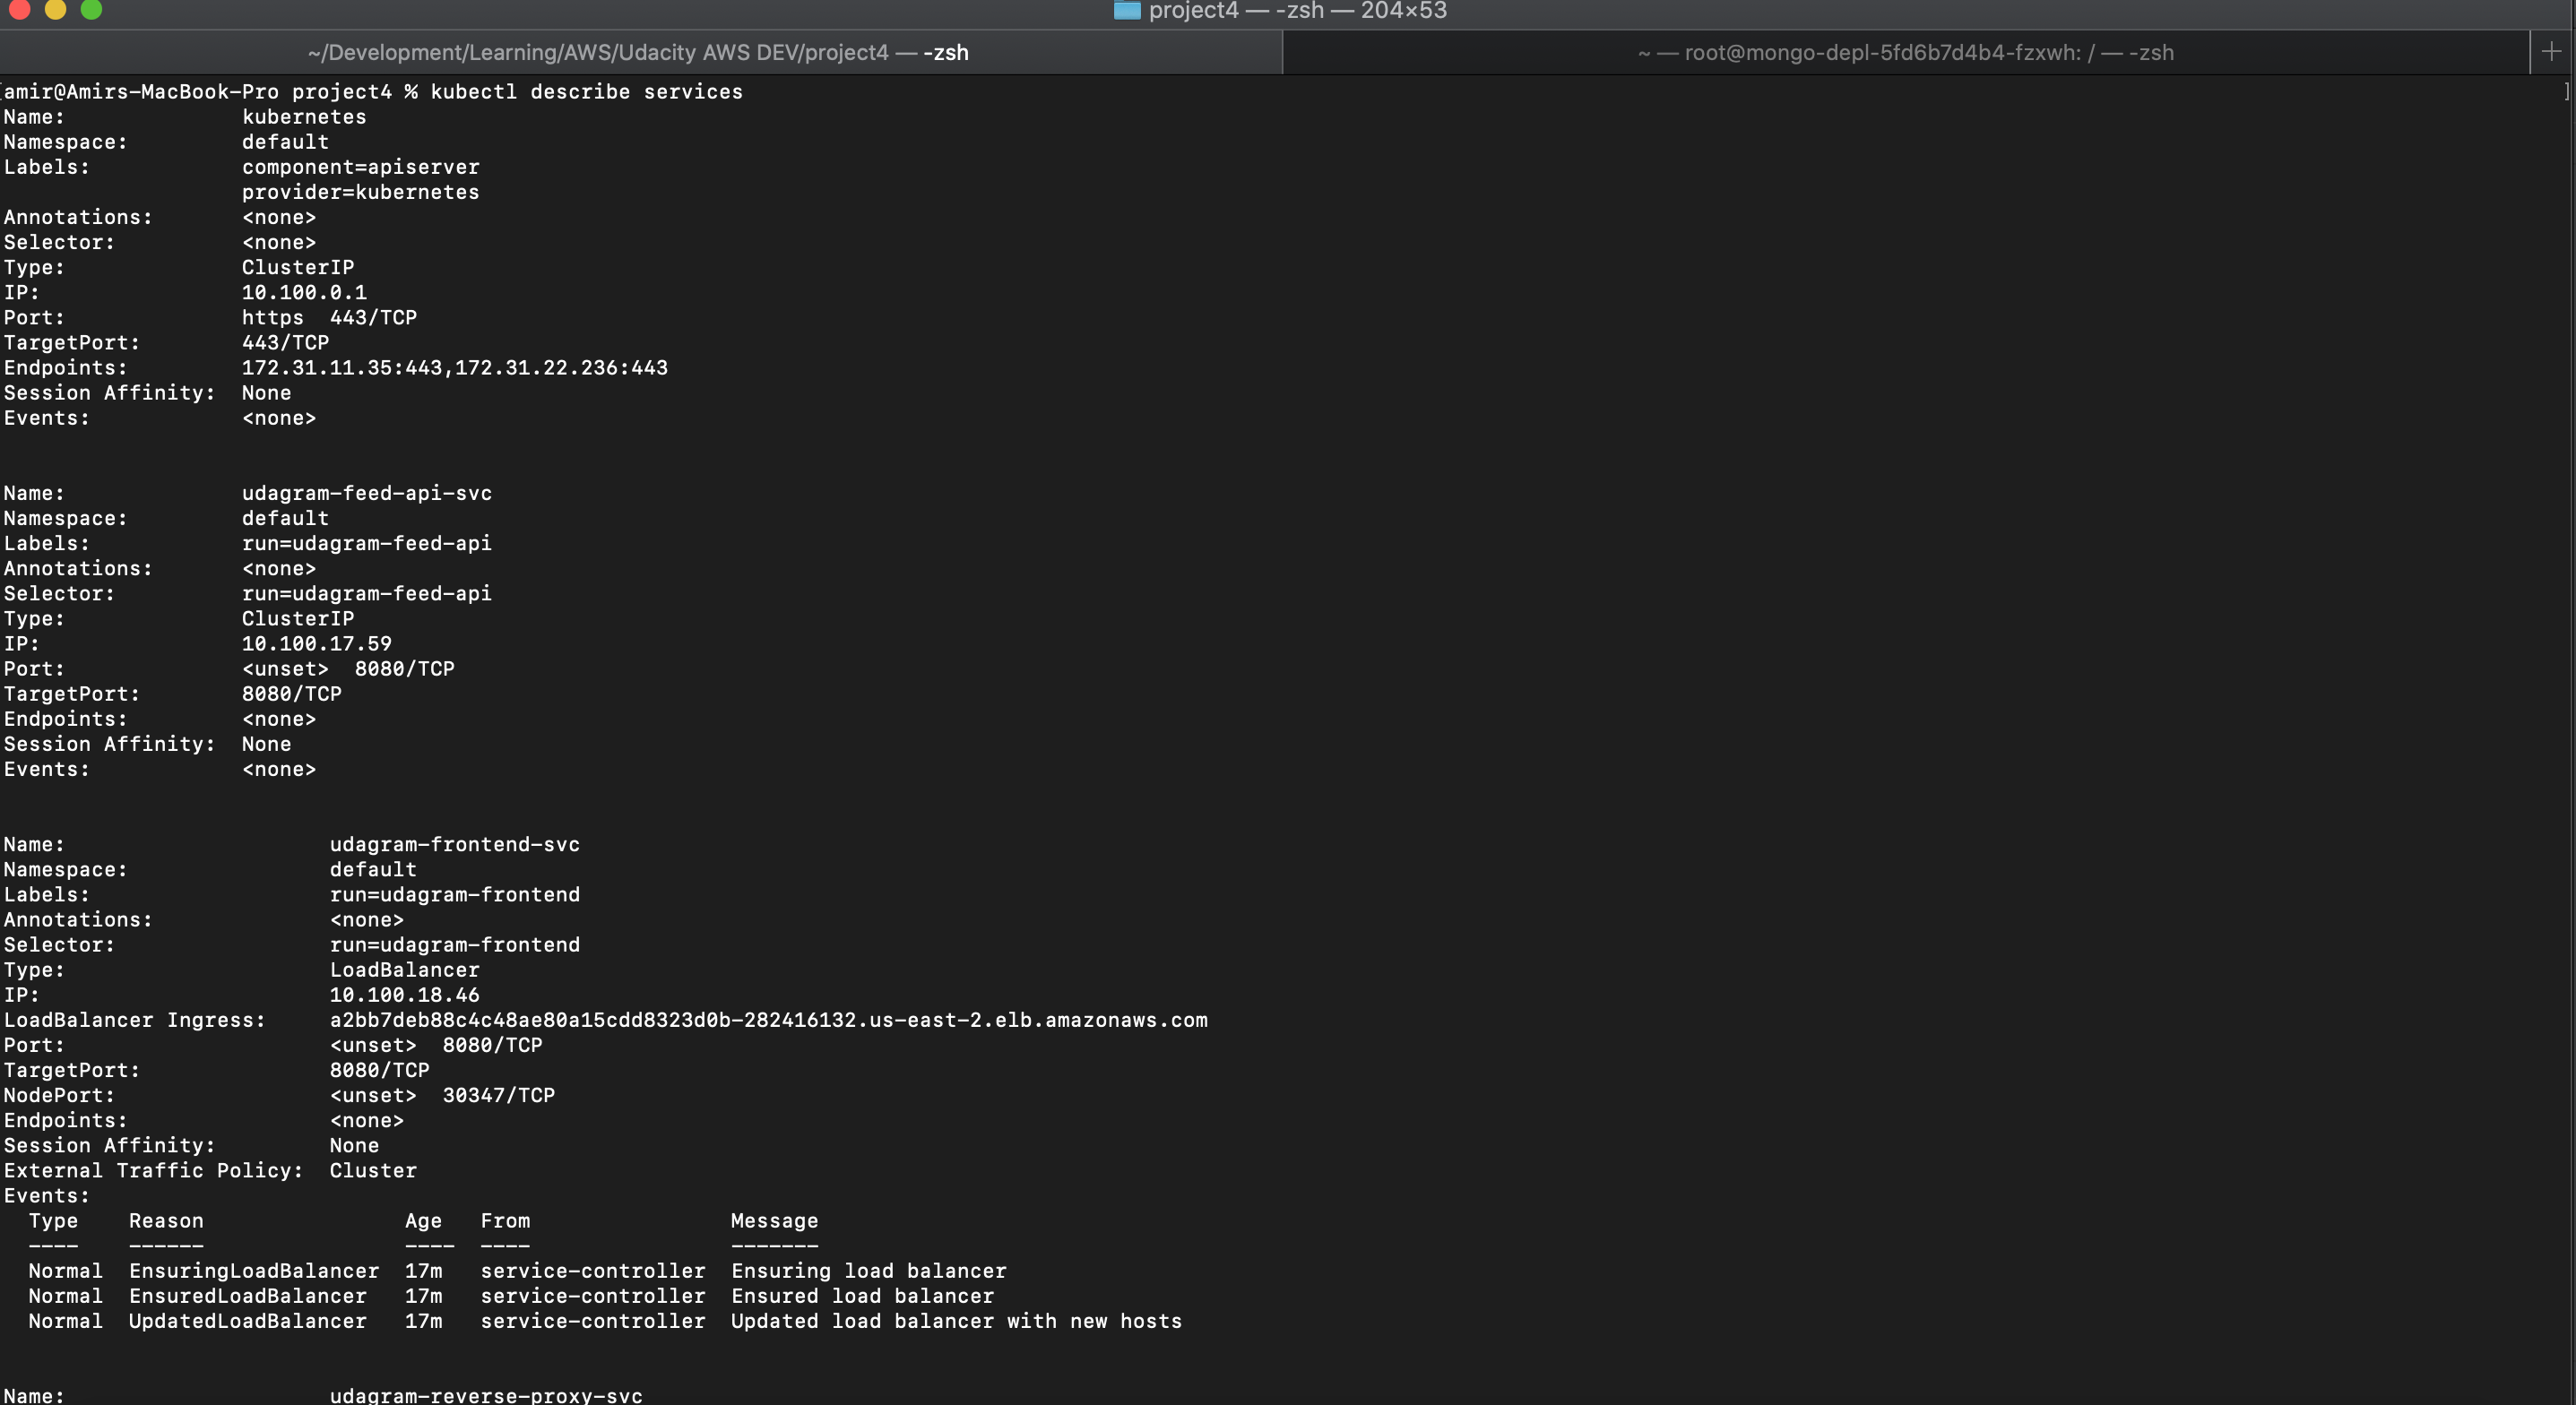 project4 — -zsh — 204×53
~/Development/Learning/AWS/Udacity AWS DEV/project4 — -zsh
~ — root@mongo-depl-5fd6b7d4b4-fzxwh: / — -zsh
[amir@Amirs-MacBook-Pro project4 % kubectl describe services ]
Name:              kubernetes
Namespace:         default
Labels:            component=apiserver
                   provider=kubernetes
Annotations:       <none>
Selector:          <none>
Type:              ClusterIP
IP:                10.100.0.1
Port:              https  443/TCP
TargetPort:        443/TCP
Endpoints:         172.31.11.35:443,172.31.22.236:443
Session Affinity:  None
Events:            <none>
Name:              udagram-feed-api-svc
Namespace:         default
Labels:            run=udagram-feed-api
Annotations:       <none>
Selector:          run=udagram-feed-api
Type:              ClusterIP
IP:                10.100.17.59
Port:              <unset>  8080/TCP
TargetPort:        8080/TCP
Endpoints:         <none>
Session Affinity:  None
Events:            <none>
Name:                     udagram-frontend-svc
Namespace:                default
Labels:                   run=udagram-frontend
Annotations:              <none>
Selector:                 run=udagram-frontend
Type:                     LoadBalancer
IP:                       10.100.18.46
LoadBalancer Ingress:     a2bb7deb88c4c48ae80a15cdd8323d0b-282416132.us-east-2.elb.amazonaws.com
Port:                     <unset>  8080/TCP
TargetPort:               8080/TCP
NodePort:                 <unset>  30347/TCP
Endpoints:                <none>
Session Affinity:         None
External Traffic Policy:  Cluster
Events:
  Type    Reason                Age   From                Message
  ----    ------                ----  ----                -------
  Normal  EnsuringLoadBalancer  17m   service-controller  Ensuring load balancer
  Normal  EnsuredLoadBalancer   17m   service-controller  Ensured load balancer
  Normal  UpdatedLoadBalancer   17m   service-controller  Updated load balancer with new hosts
Name:                     udagram-reverse-proxy-svc